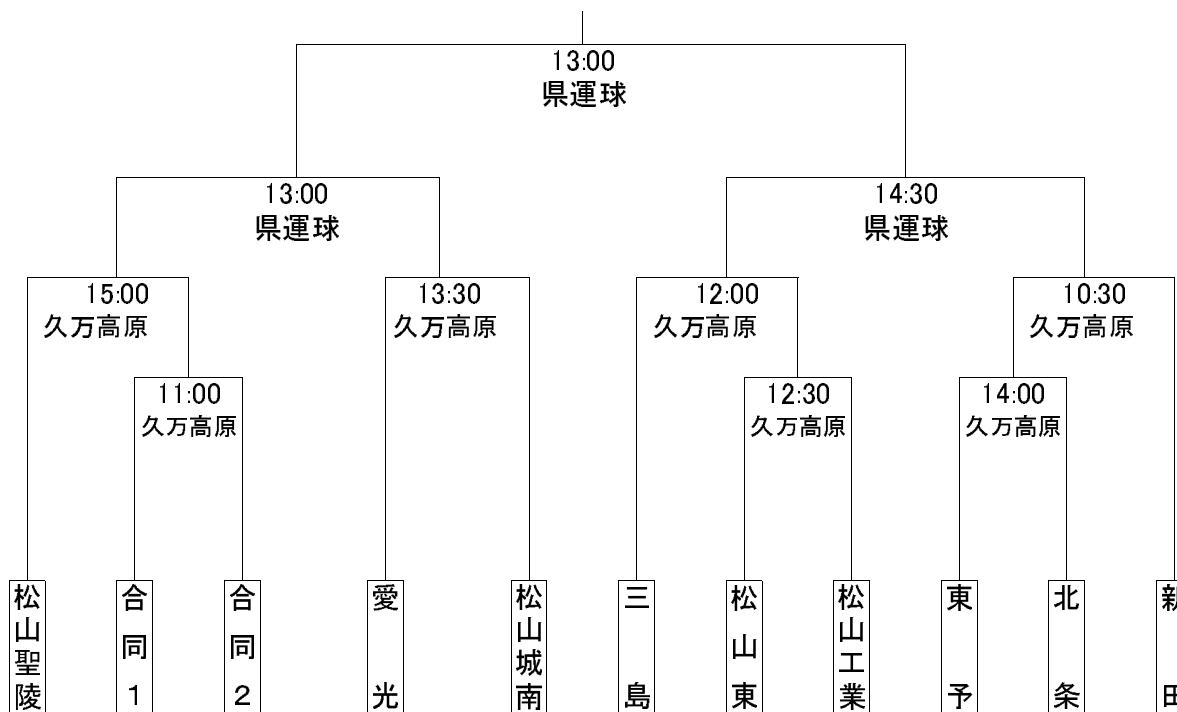 13:00
県運球
13:00
県運球
14:30
県運球
15:00
久万高原
13:30
久万高原
12:00
久万高原
10:30
久万高原
11:00
久万高原
12:30
久万高原
14:00
久万高原
松山聖陵
合同1
合同2
愛光
松山城南
三島
松山東
松山工業
東予
北条
新田